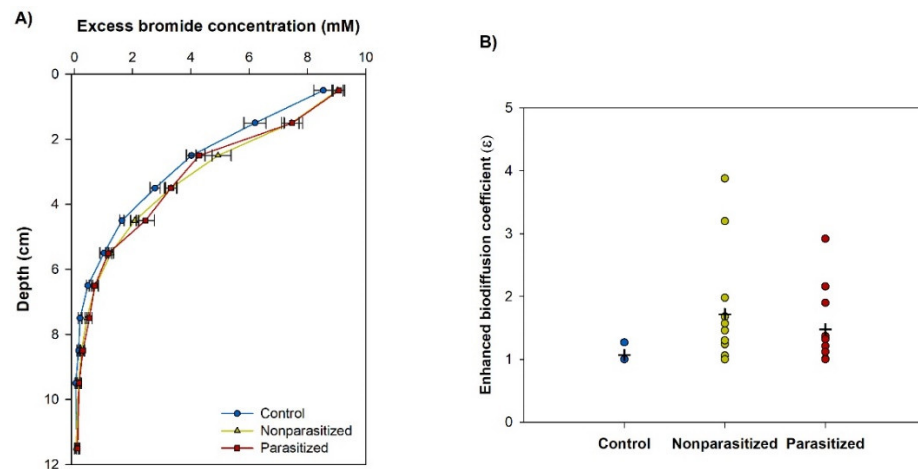 A)
Excess bromide concentration (mM)
0 2 4 6 8 10
0
2
4
6
8
12
12
Depth (cm)
Control
Nonparasitized
Parasitized
B)
5
4
3
2
1
0
Enhanced biodiffusion coefficient (ε)
Control Nonparasitized Parasitized